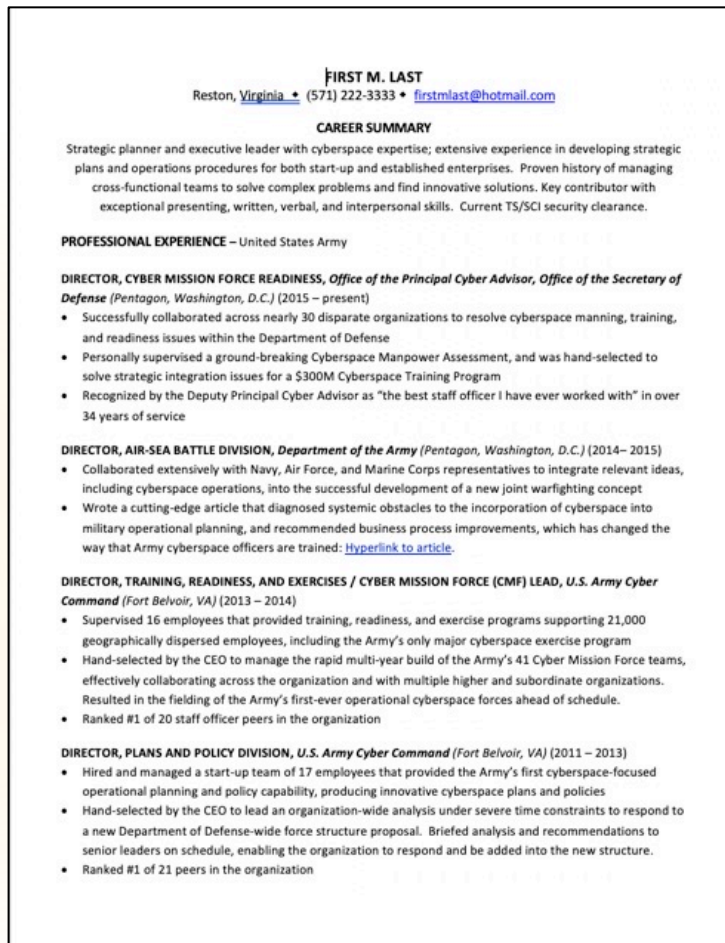 FIRST M. LAST
Reston, Virginia ◆ (571) 222-3333 ◆ firstmlast@hotmail.com
CAREER SUMMARY
Strategic planner and executive leader with cyberspace expertise; extensive experience in developing strategic
plans and operations procedures for both start-up and established enterprises. Proven history of managing
cross-functional teams to solve complex problems and find innovative solutions. Key contributor with
exceptional presenting, written, verbal, and interpersonal skills. Current TS/SCI security clearance.
PROFESSIONAL EXPERIENCE – United States Army
DIRECTOR, CYBER MISSION FORCE READINESS, Office of the Principal Cyber Advisor, Office of the Secretary of
Defense (Pentagon, Washington, D.C.) (2015 – present)
• Successfully collaborated across nearly 30 disparate organizations to resolve cyberspace manning, training,
and readiness issues within the Department of Defense
• Personally supervised a ground-breaking Cyberspace Manpower Assessment, and was hand-selected to
solve strategic integration issues for a $300M Cyberspace Training Program
• Recognized by the Deputy Principal Cyber Advisor as “the best staff officer I have ever worked with” in over
34 years of service
DIRECTOR, AIR-SEA BATTLE DIVISION, Department of the Army (Pentagon, Washington, D.C.) (2014– 2015)
• Collaborated extensively with Navy, Air Force, and Marine Corps representatives to integrate relevant ideas,
including cyberspace operations, into the successful development of a new joint warfighting concept
• Wrote a cutting-edge article that diagnosed systemic obstacles to the incorporation of cyberspace into
military operational planning, and recommended business process improvements, which has changed the
way that Army cyberspace officers are trained: Hyperlink to article.
DIRECTOR, TRAINING, READINESS, AND EXERCISES / CYBER MISSION FORCE (CMF) LEAD, U.S. Army Cyber
Command (Fort Belvoir, VA) (2013 – 2014)
• Supervised 16 employees that provided training, readiness, and exercise programs supporting 21,000
geographically dispersed employees, including the Army’s only major cyberspace exercise program
• Hand-selected by the CEO to manage the rapid multi-year build of the Army’s 41 Cyber Mission Force teams,
effectively collaborating across the organization and with multiple higher and subordinate organizations.
Resulted in the fielding of the Army’s first-ever operational cyberspace forces ahead of schedule.
• Ranked #1 of 20 staff officer peers in the organization
DIRECTOR, PLANS AND POLICY DIVISION, U.S. Army Cyber Command (Fort Belvoir, VA) (2011 – 2013)
• Hired and managed a start-up team of 17 employees that provided the Army’s first cyberspace-focused
operational planning and policy capability, producing innovative cyberspace plans and policies
• Hand-selected by the CEO to lead an organization-wide analysis under severe time constraints to respond to
a new Department of Defense-wide force structure proposal. Briefed analysis and recommendations to
senior leaders on schedule, enabling the organization to respond and be added into the new structure.
• Ranked #1 of 21 peers in the organization